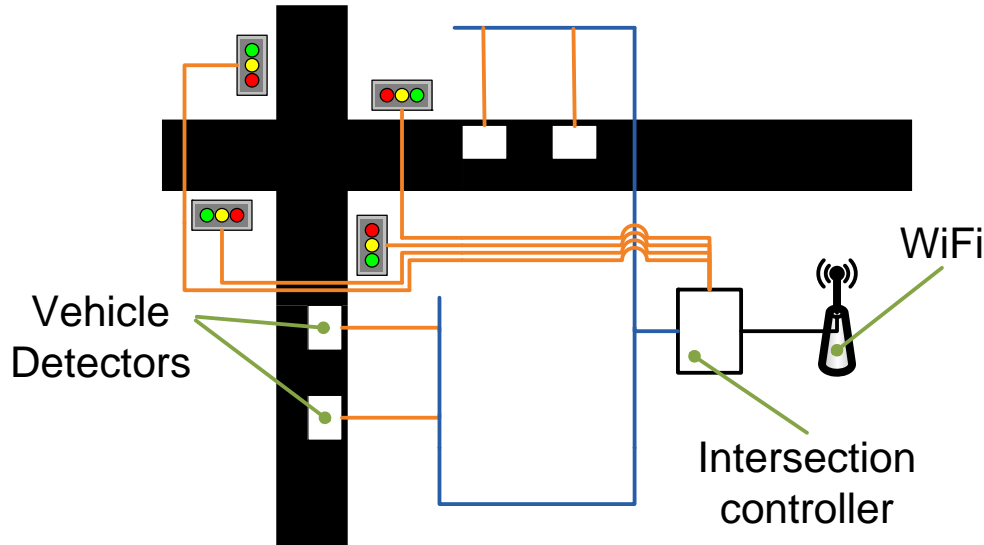 WiFi
Vehicle
Detectors
Intersection
controller